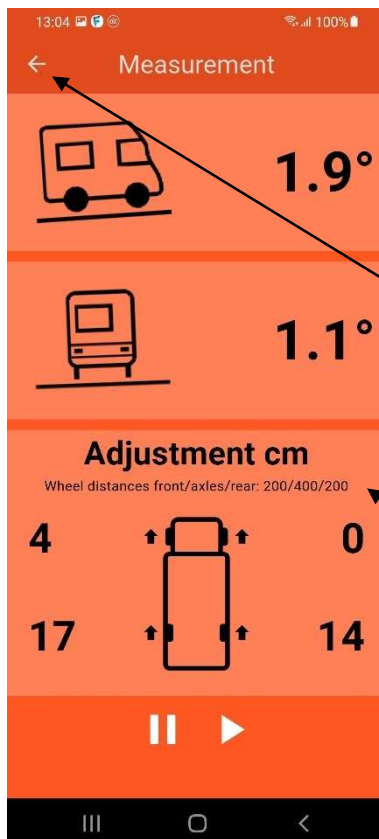 13:04 100%
Measurement
1.9°
1.1°
Adjustment cm
Wheel distances front/axles/rear: 200/400/200
4 0
17 14